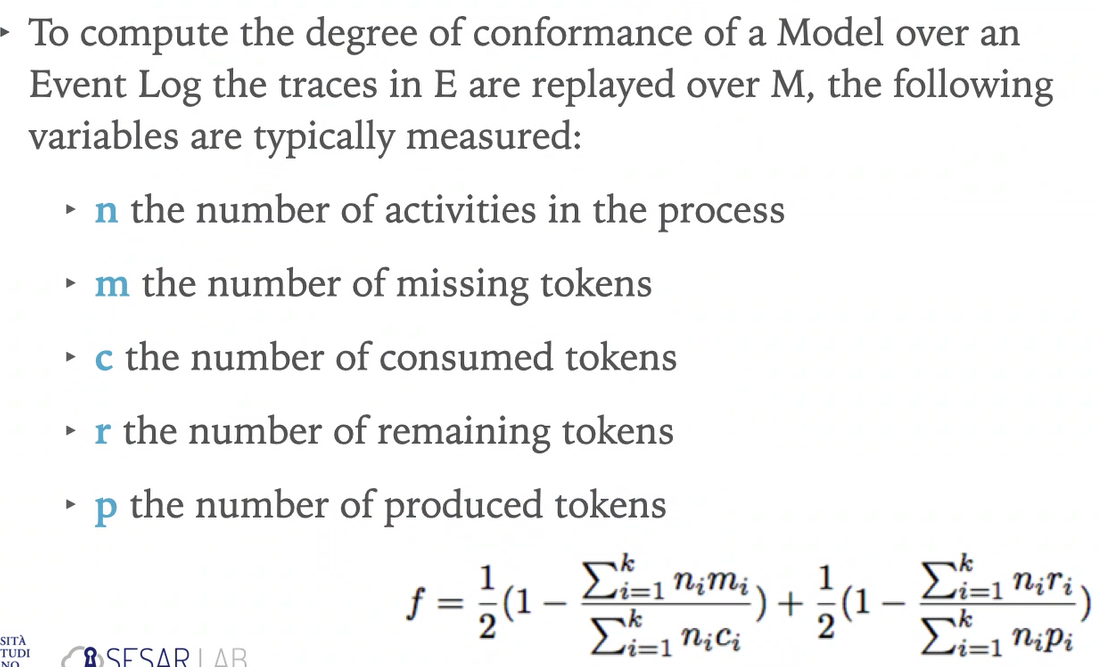 ‣ To compute the degree of conformance of a Model over an
Event Log the traces in E are replayed over M, the following
variables are typically measured:
‣ n the number of activities in the process
‣ m the number of missing tokens
‣ c the number of consumed tokens
‣ r the number of remaining tokens
‣ p the number of produced tokens
f = \frac{1}{2}(1 - \frac{\sum_{i=1}^{k} n_i m_i}{\sum_{i=1}^{k} n_i c_i}) + \frac{1}{2}(1 - \frac{\sum_{i=1}^{k} n_i r_i}{\sum_{i=1}^{k} n_i p_i})
SITÀ
TUDI
NO
SESAR LAB